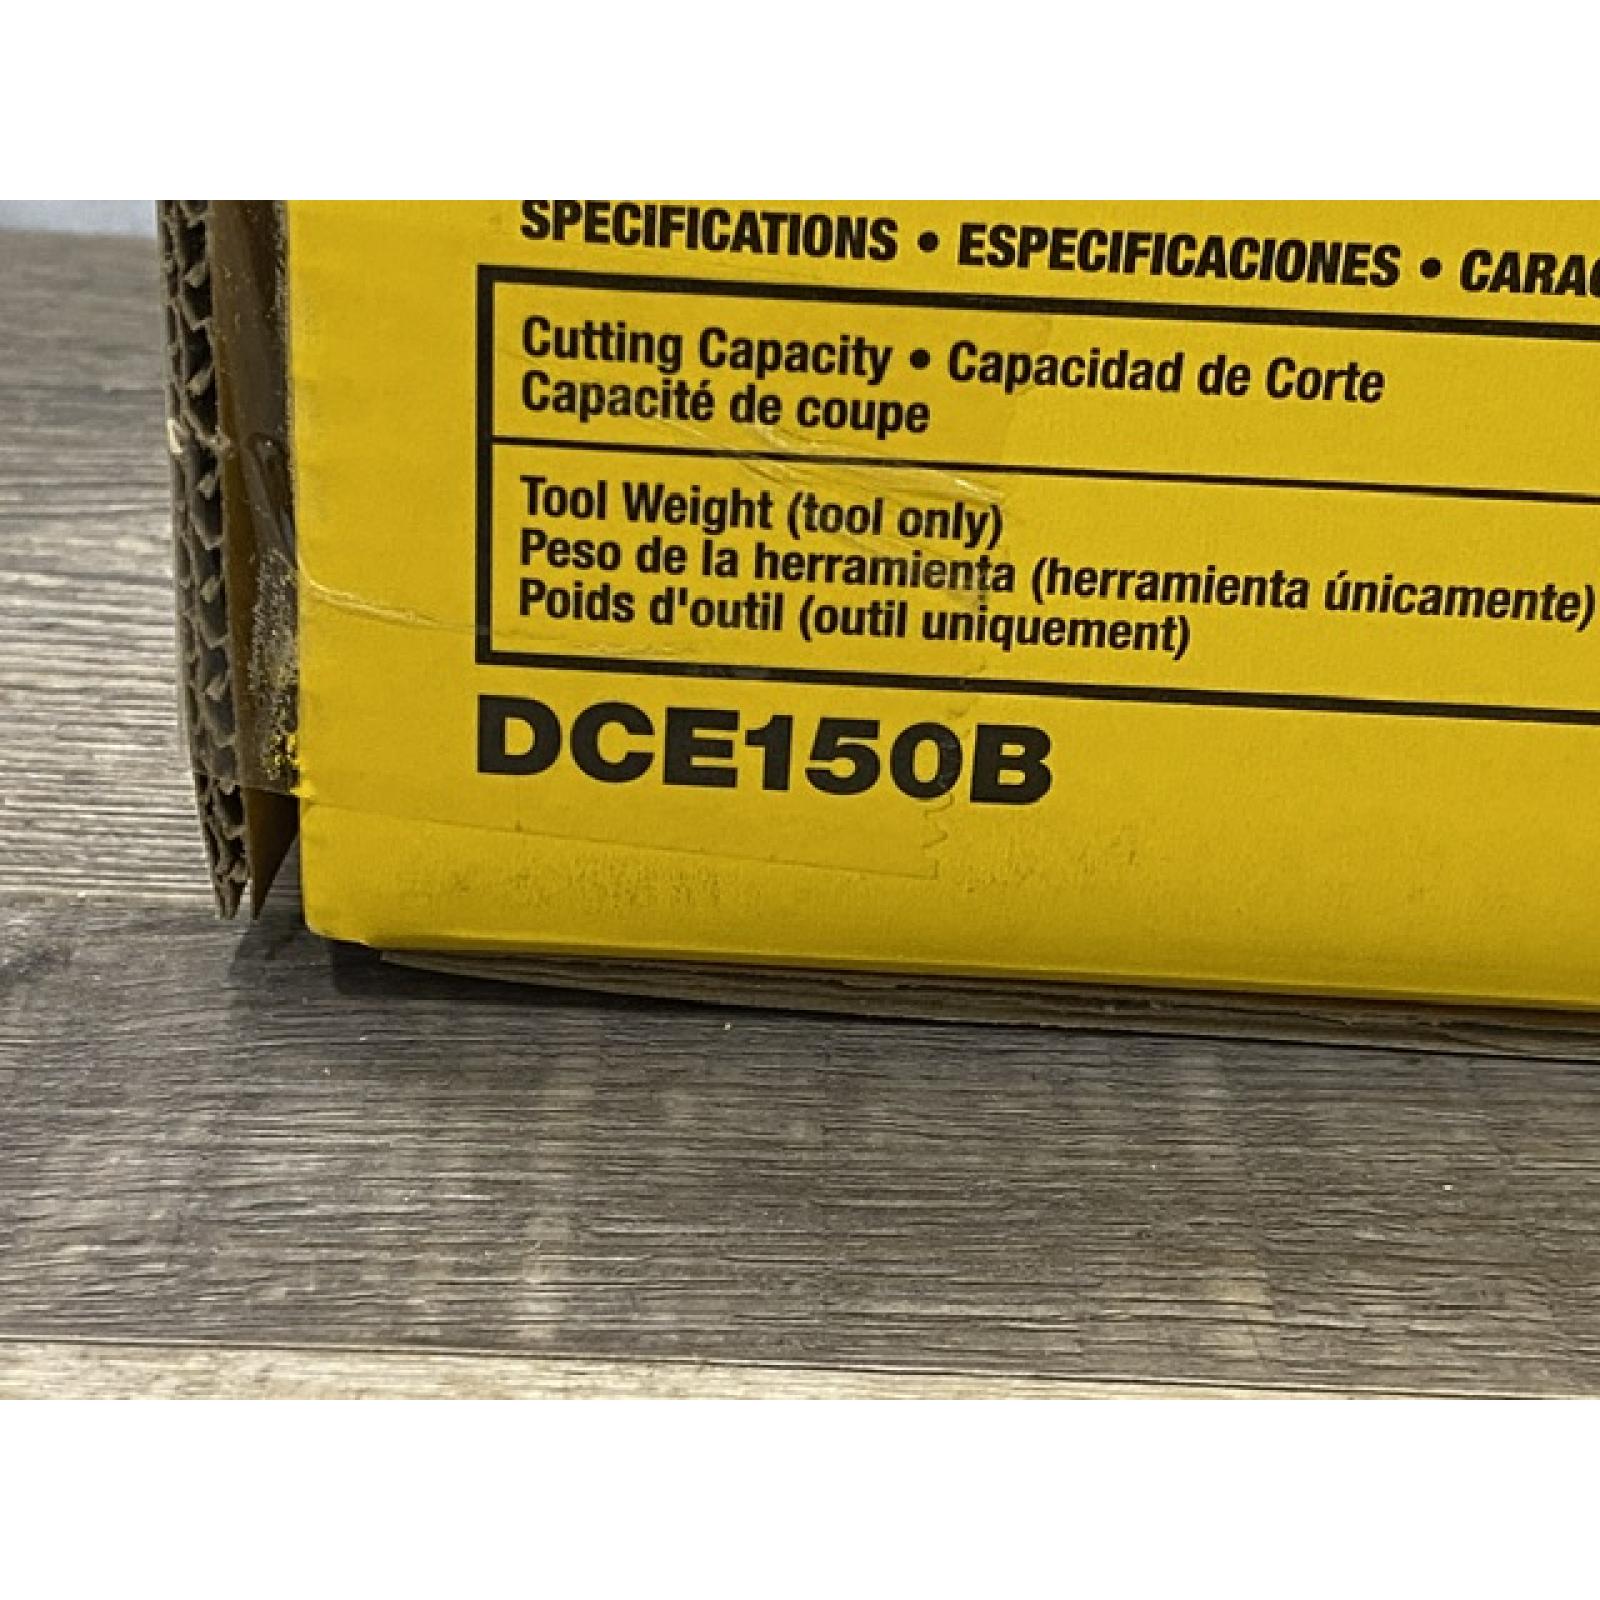 SPECIFICATIONS • ESPECIFICACIONES •
Cutting Capacity • Capacidad de Corte
Capacité de coupe
Tool Weight (tool only)
Peso de la herramienta (herramienta únicamente)
Poids d'outil (outil uniquement)
DCE150B